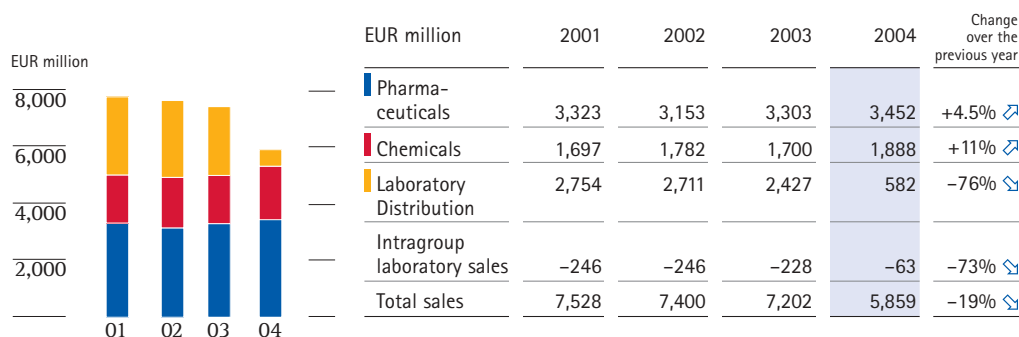 EUR million
8,000
6,000
4,000
2,000
01 02 03 04
EUR million 2001 2002 2003 2004 Change
over the
previous year
Pharma-
ceuticals 3,323 3,153 3,303 3,452 +4.5%
Chemicals 1,697 1,782 1,700 1,888 +11%
Laboratory 2,754 2,711 2,427 582 –76%
Distribution
Intragroup
laboratory sales –246 –246 –228 –63 –73%
Total sales 7,528 7,400 7,202 5,859 –19%